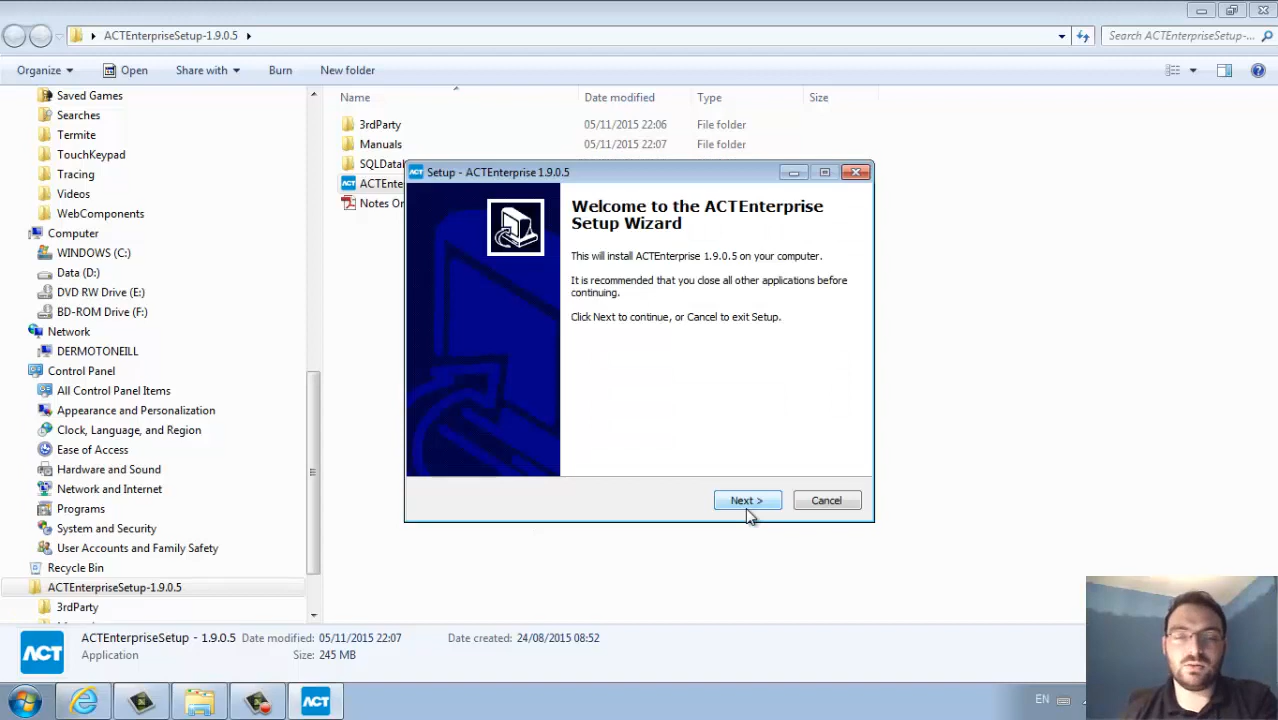 ACTEnterpriseSetup-1.9.0.5
Search ACTEnterpriseSetup-...
Organize
Open
Share with
Burn
New folder
Saved Games
Searches
Termite
TouchKeypad
Tracing
Videos
WebComponents
Computer
WINDOWS (C:)
Data (D:)
DVD RW Drive (E:)
BD-ROM Drive (F:)
Network
DERMOTONEILL
Control Panel
All Control Panel Items
Appearance and Personalization
Clock, Language, and Region
Ease of Access
Hardware and Sound
Network and Internet
Programs
System and Security
User Accounts and Family Safety
Recycle Bin
ACTEnterpriseSetup-1.9.0.5
3rdParty
Name Date modified Type Size
3rdParty 05/11/2015 22:06 File folder
Manuals 05/11/2015 22:07 File folder
SQLDatal
ACT ACTEnte
Notes On
ACT Setup - ACTEnterprise 1.9.0.5
Welcome to the ACTEnterprise
Setup Wizard
This will install ACTEnterprise 1.9.0.5 on your computer.
It is recommended that you close all other applications before
continuing.
Click Next to continue, or Cancel to exit Setup.
Next >
Cancel
ACT
ACTEnterpriseSetup - 1.9.0.5 Date modified: 05/11/2015 22:07 Date created: 24/08/2015 08:52
Application Size: 245 MB
ACT
EN